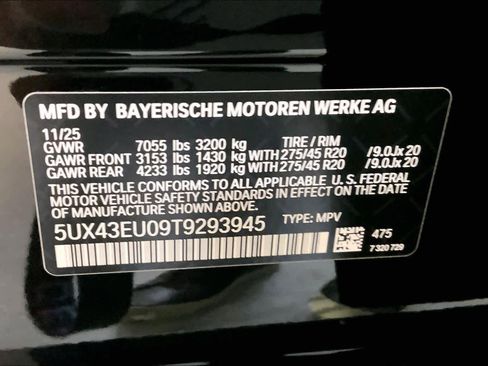 MFD BY BAYERISCHE MOTOREN WERKE AG
11/25
GVWR 7055 lbs 3200 kg TIRE / RIM
GAWR FRONT 3153 lbs 1430 kg WITH 275/45 R20 /9.0Jx20
GAWR REAR 4233 lbs 1920 kg WITH 275/45 R20 /9.0Jx20
THIS VEHICLE CONFORMS TO ALL APPLICABLE U.S. FEDERAL
MOTOR VEHICLE SAFETY STANDARDS IN EFFECT ON THE DATE
OF MANUFACTURE SHOWN ABOVE.
5UX43EU09T9293945 TYPE: MPV
475
7 320 729